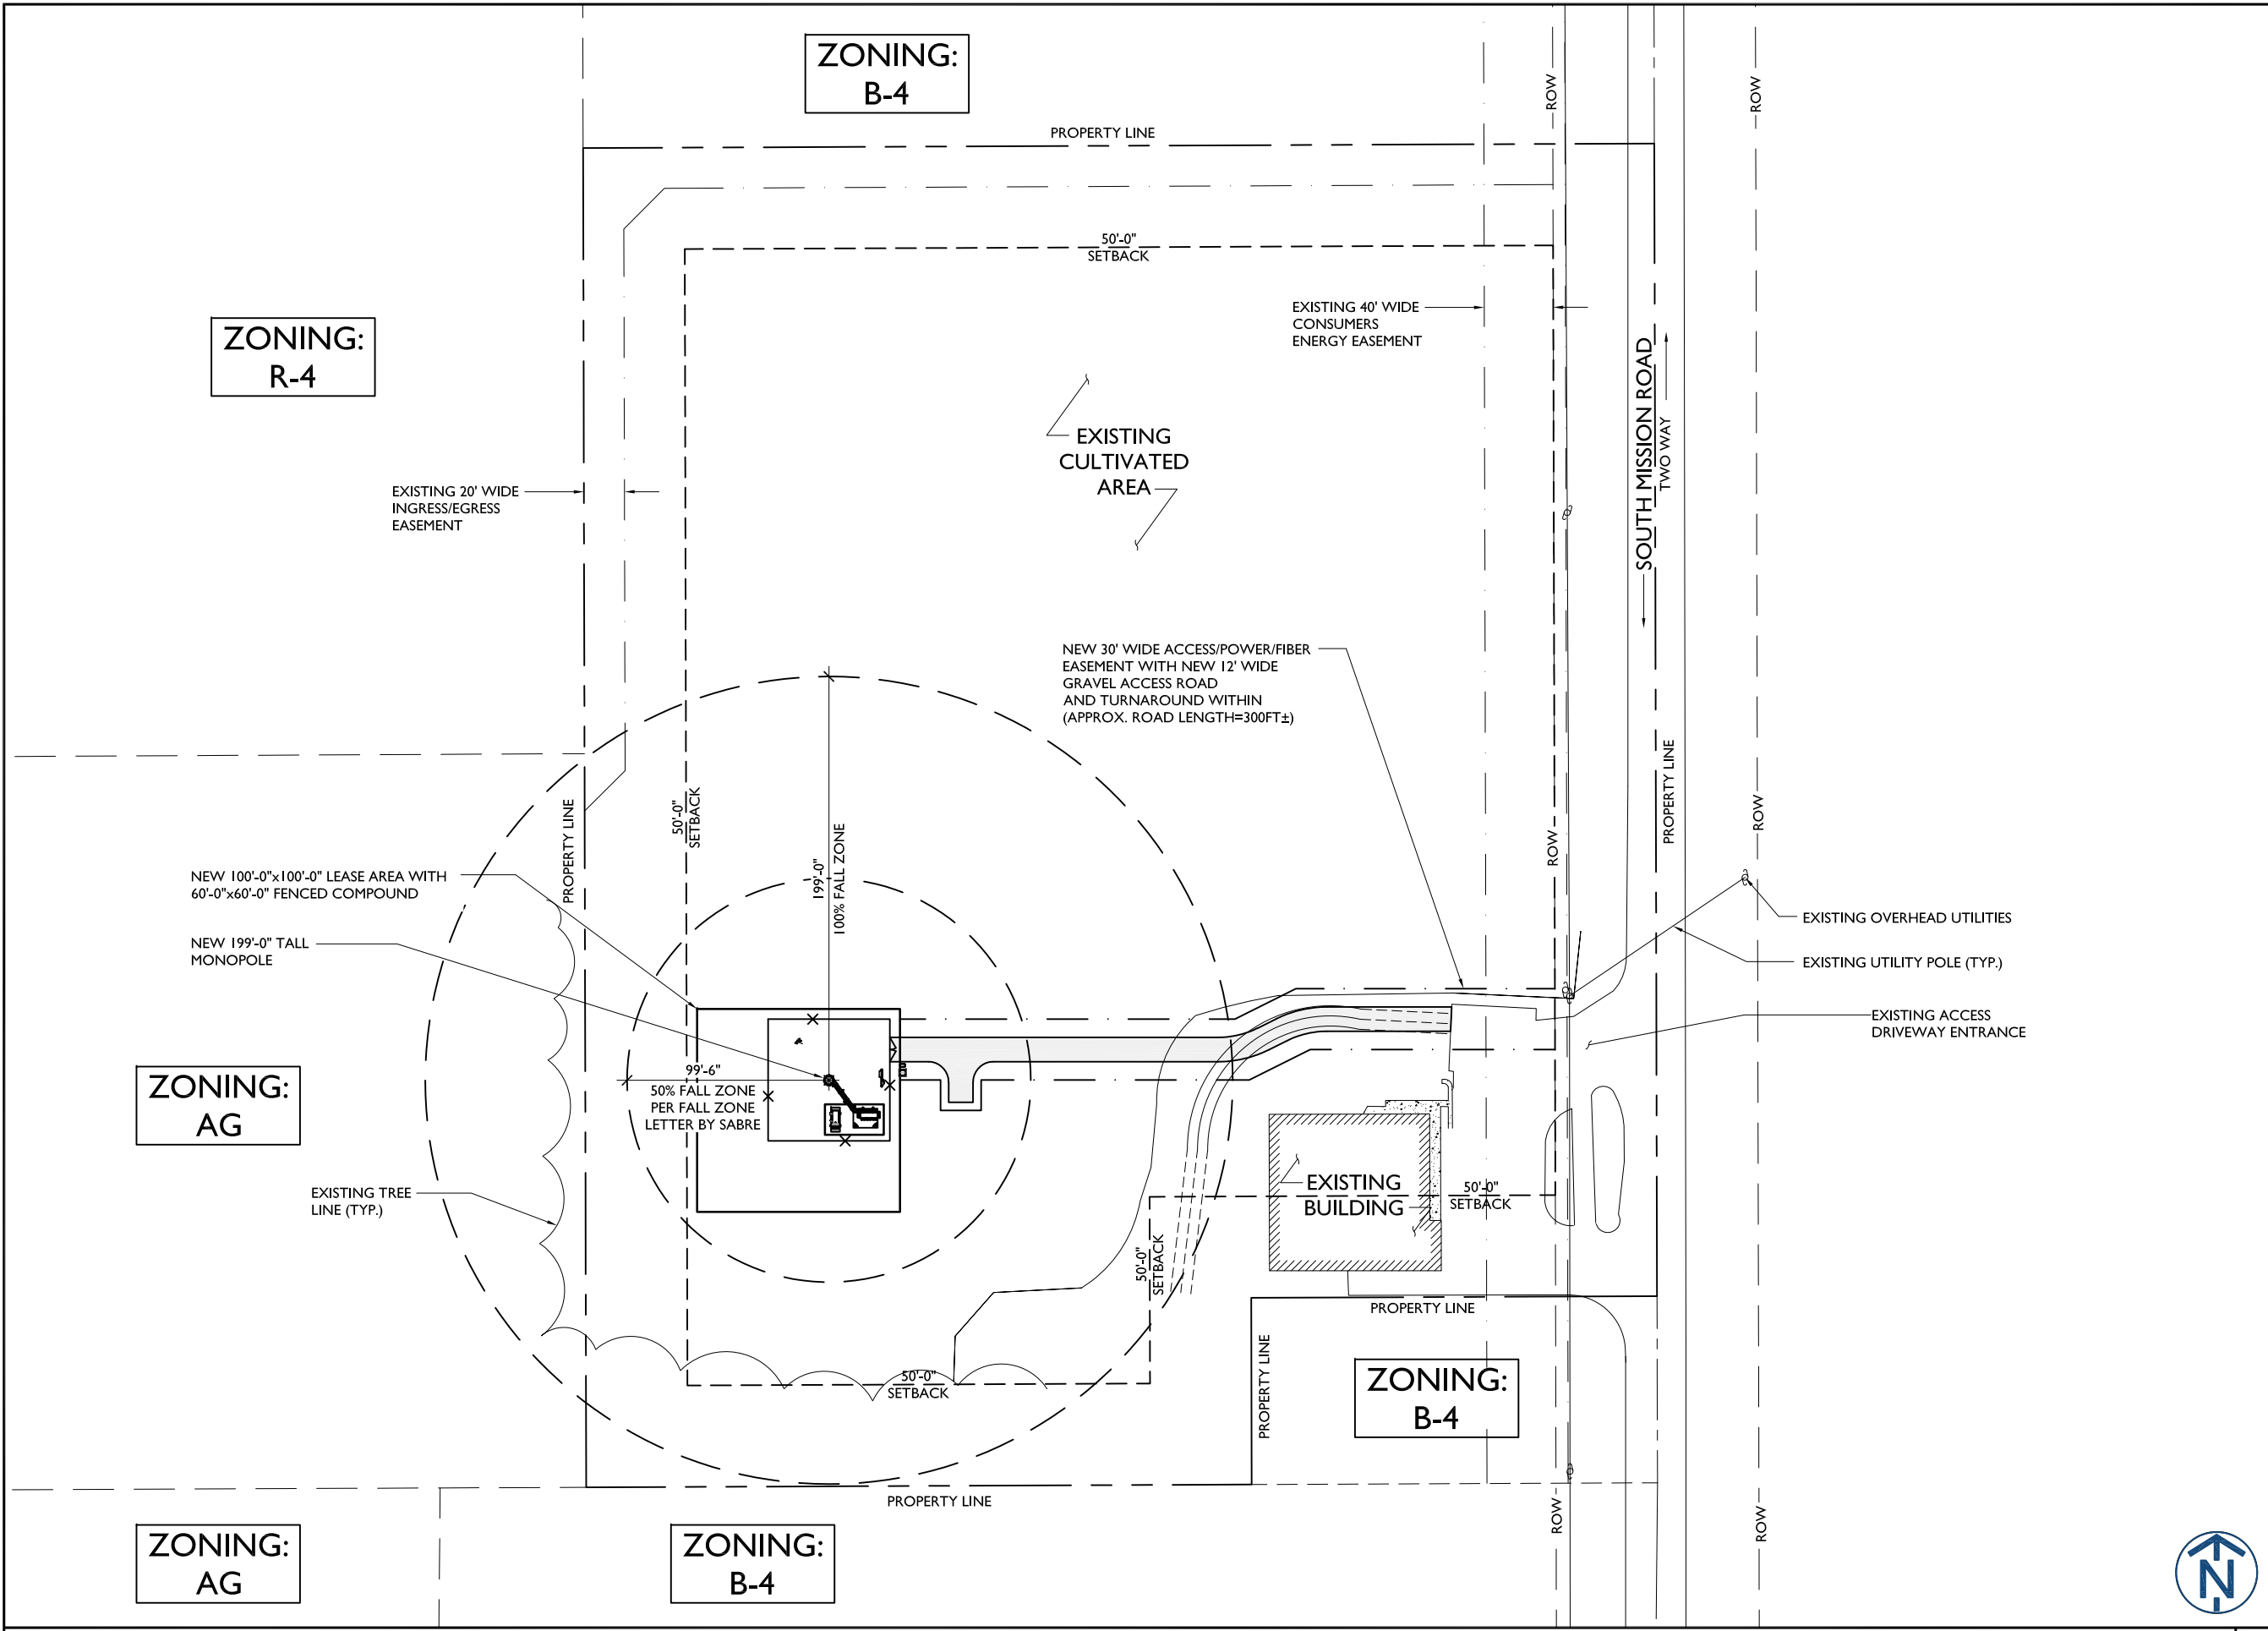 ZONING:
B-4
PROPERTY LINE
ROW
ROW
50'-0"
SETBACK
EXISTING 40' WIDE
CONSUMERS
ENERGY EASEMENT
ZONING:
R-4
SOUTH MISSION ROAD
TWO WAY
EXISTING
CULTIVATED
AREA
EXISTING 20' WIDE
INGRESS/EGRESS
EASEMENT
NEW 30' WIDE ACCESS/POWER/FIBER
EASEMENT WITH NEW 12' WIDE
GRAVEL ACCESS ROAD
AND TURNAROUND WITHIN
(APPROX. ROAD LENGTH=300FT±)
PROPERTY LINE
50'-0"
SETBACK
199'-0"
100% FALL ZONE
ROW
PROPERTY LINE
ROW
NEW 100'-0"x100'-0" LEASE AREA WITH
60'-0"x60'-0" FENCED COMPOUND
NEW 199'-0" TALL
MONOPOLE
EXISTING OVERHEAD UTILITIES
EXISTING UTILITY POLE (TYP.)
EXISTING ACCESS
DRIVEWAY ENTRANCE
99'-6"
50% FALL ZONE
PER FALL ZONE
LETTER BY SABRE
ZONING:
AG
EXISTING TREE
LINE (TYP.)
EXISTING
BUILDING
50'-0"
SETBACK
50'-0"
SETBACK
PROPERTY LINE
PROPERTY LINE
50'-0"
SETBACK
ZONING:
B-4
PROPERTY LINE
ROW
ROW
ZONING:
AG
ZONING:
B-4
N